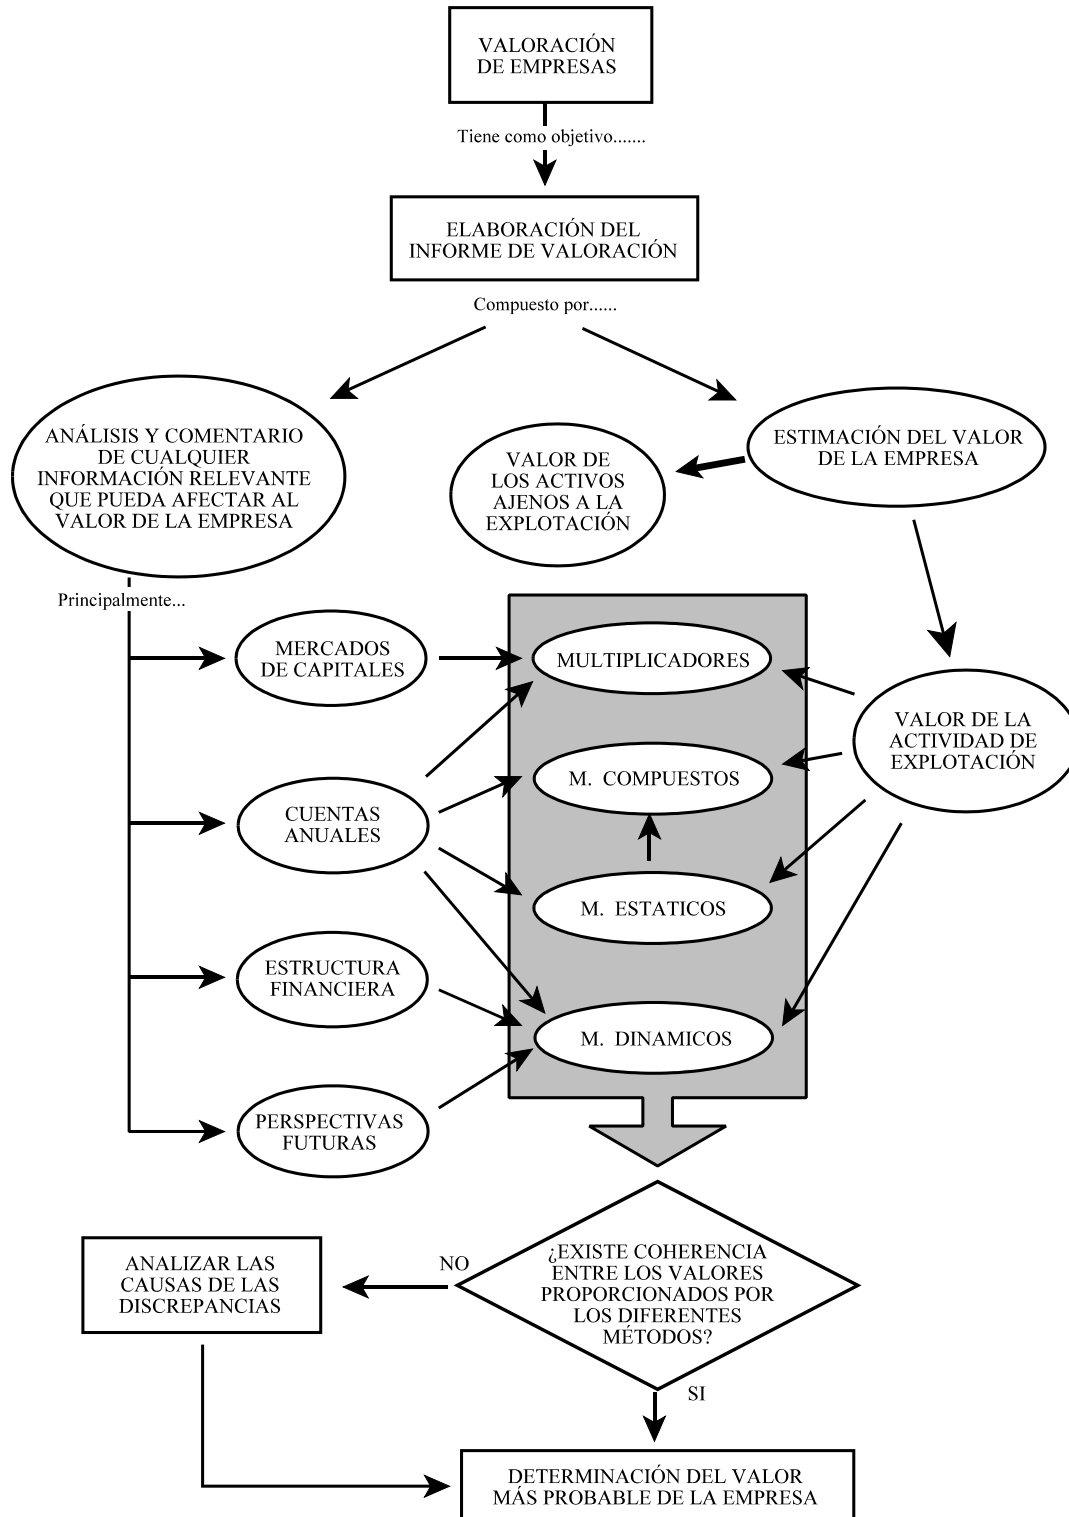 VALORACIÓN
DE EMPRESAS
Tiene como objetivo.......
ELABORACIÓN DEL
INFORME DE VALORACIÓN
Compuesto por......
ANÁLISIS Y COMENTARIO
DE CUALQUIER
INFORMACIÓN RELEVANTE
QUE PUEDA AFECTAR AL
VALOR DE LA EMPRESA
VALOR DE
LOS ACTIVOS
AJENOS A LA
EXPLOTACIÓN
ESTIMACIÓN DEL VALOR
DE LA EMPRESA
Principalmente...
MERCADOS
DE CAPITALES
MULTIPLICADORES
VALOR DE LA
ACTIVIDAD DE
EXPLOTACIÓN
M. COMPUESTOS
CUENTAS
ANUALES
M. ESTATICOS
ESTRUCTURA
FINANCIERA
M. DINAMICOS
PERSPECTIVAS
FUTURAS
¿EXISTE COHERENCIA
ENTRE LOS VALORES
PROPORCIONADOS POR
LOS DIFERENTES
MÉTODOS?
NO
ANALIZAR LAS
CAUSAS DE LAS
DISCREPANCIAS
SI
DETERMINACIÓN DEL VALOR
MÁS PROBABLE DE LA EMPRESA